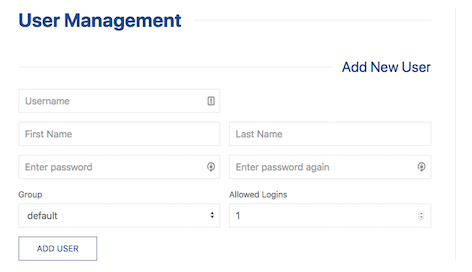 User Management
Add New User
Username
First Name
Last Name
Enter password
Enter password again
Group
Allowed Logins
default
1
ADD USER